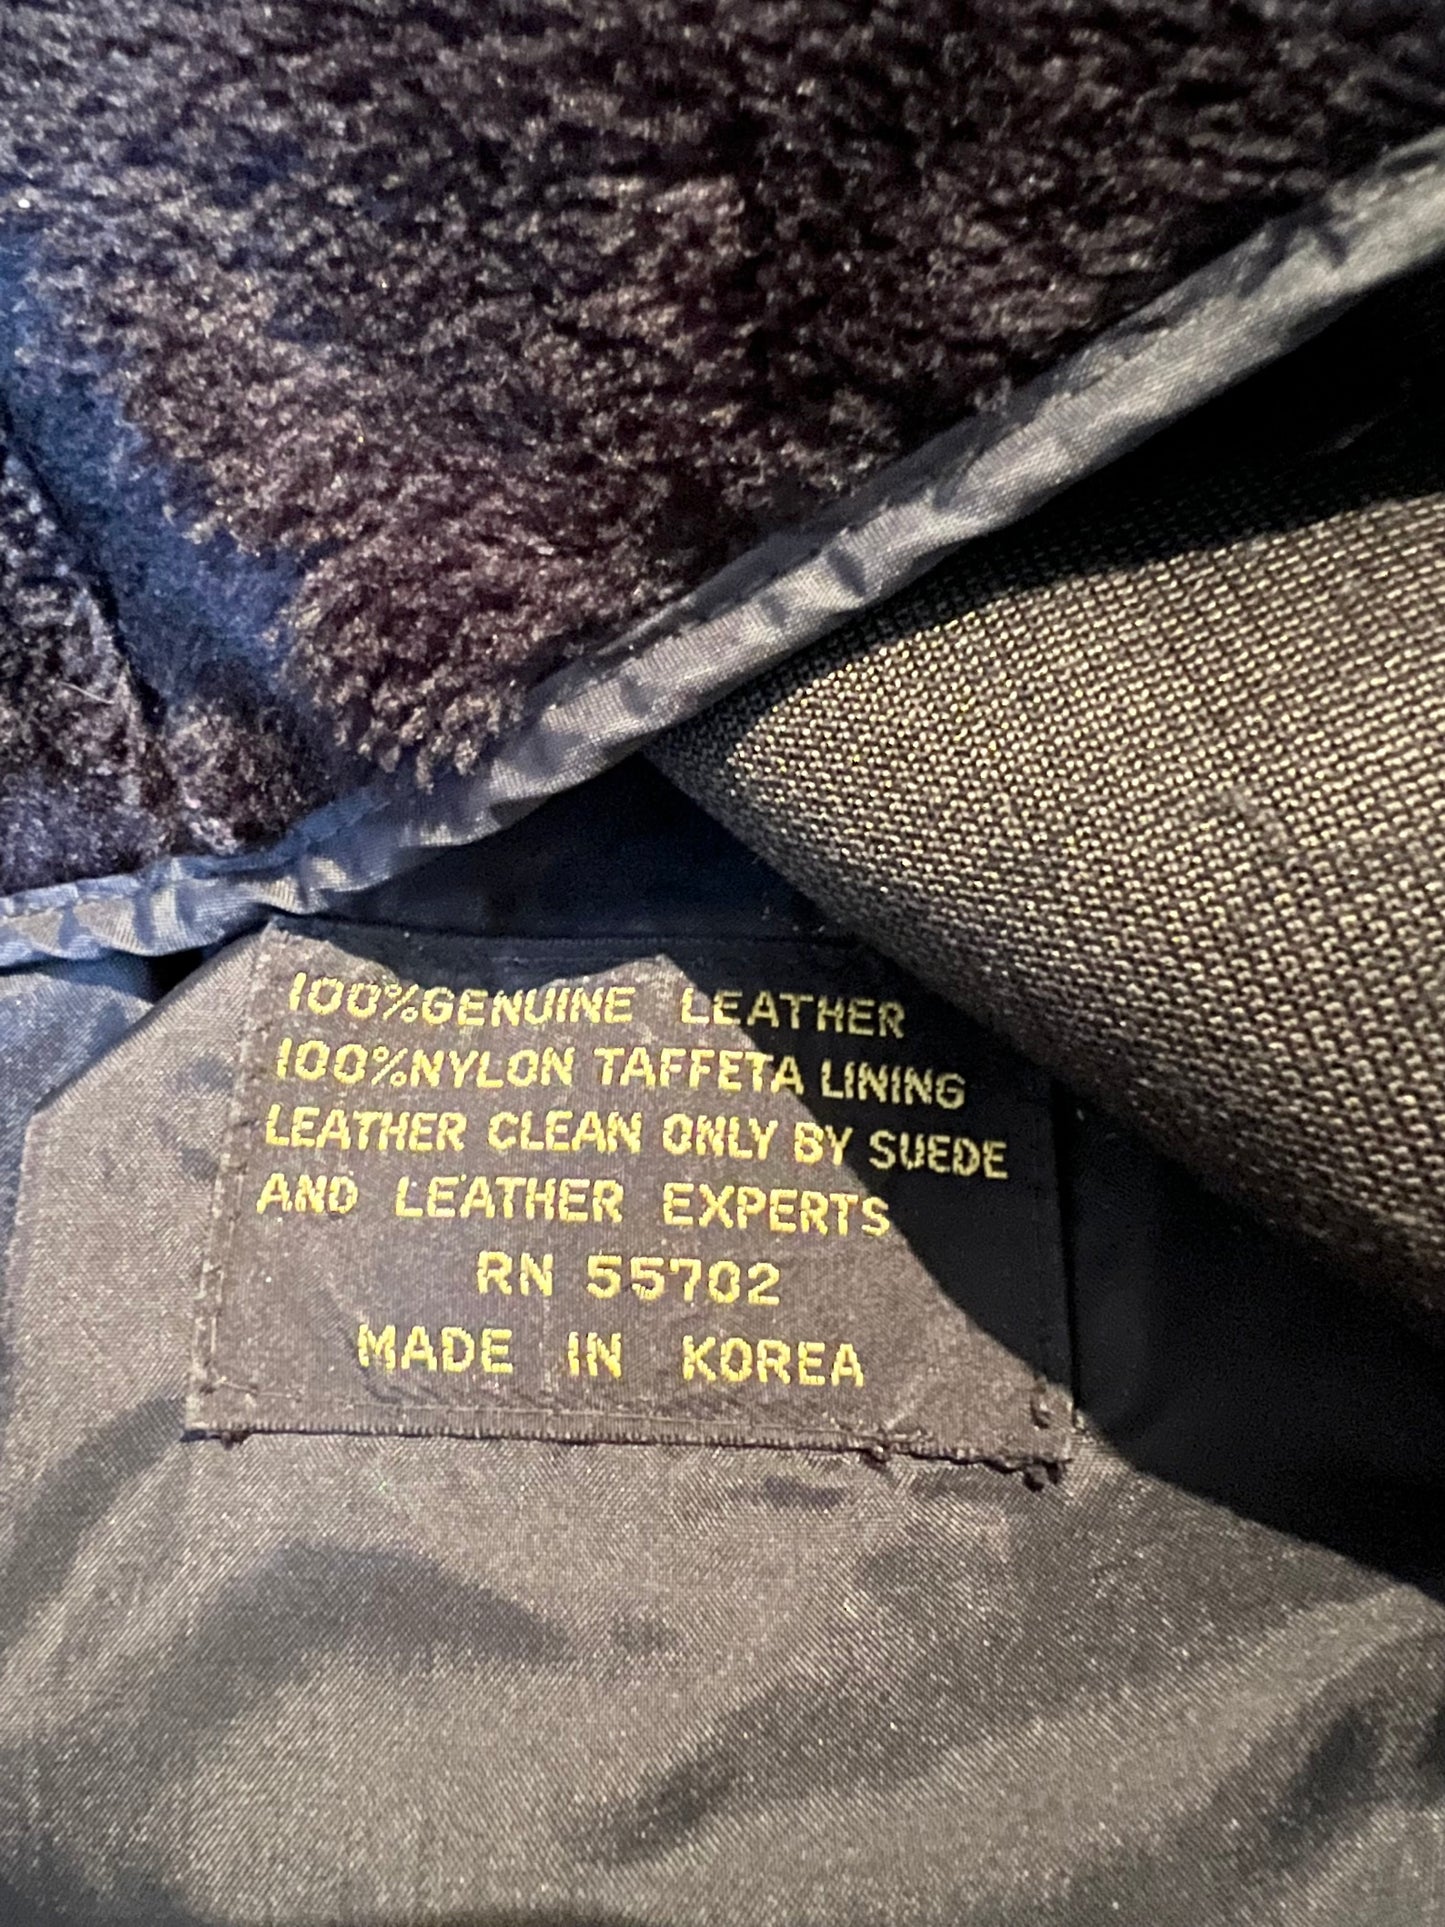 100%GENUINE LEATHER
100%NYLON TAFFETA LINING
LEATHER CLEAN ONLY BY SUEDE
AND LEATHER EXPERTS
RN 55702
MADE IN KOREA